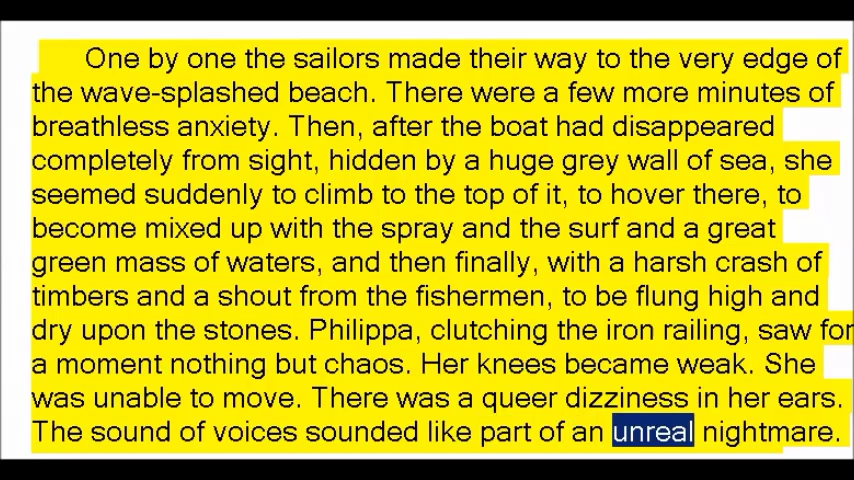 One by one the sailors made their way to the very edge of
the wave-splashed beach. There were a few more minutes of
breathless anxiety. Then, after the boat had disappeared
completely from sight, hidden by a huge grey wall of sea, she
seemed suddenly to climb to the top of it, to hover there, to
become mixed up with the spray and the surf and a great
green mass of waters, and then finally, with a harsh crash of
timbers and a shout from the fishermen, to be flung high and
dry upon the stones. Philippa, clutching the iron railing, saw for
a moment nothing but chaos. Her knees became weak. She
was unable to move. There was a queer dizziness in her ears.
The sound of voices sounded like part of an unreal nightmare.